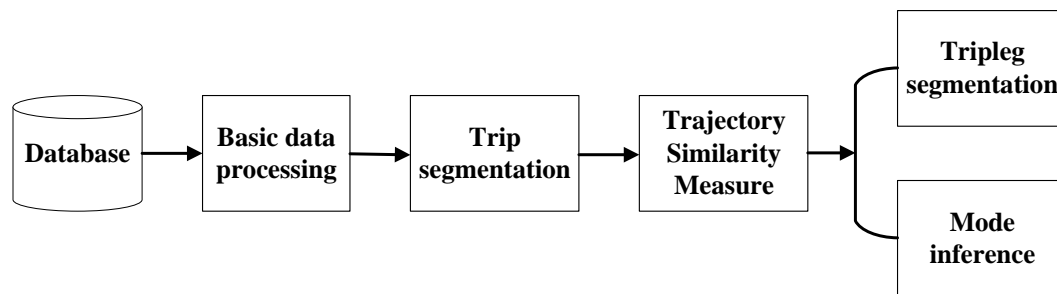 Database
Basic data
processing
Trip
segmentation
Trajectory
Similarity
Measure
Tripleg
segmentation
Mode
inference